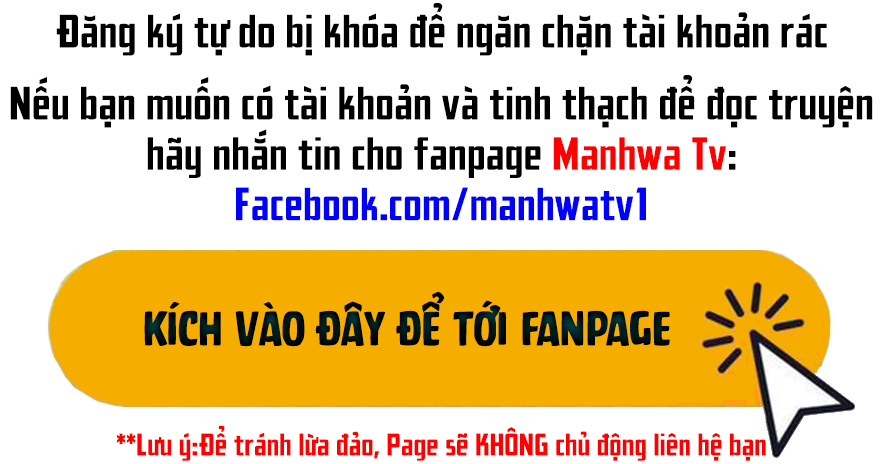 Đăng ký tự do bị khóa để ngăn chặn tài khoản rác
Nếu bạn muốn có tài khoản và tinh thạch để đọc truyện
hãy nhắn tin cho fanpage Manhwa Tv:
Facebook.com/manhwatv1
KÍCH VÀO ĐÂY ĐỂ TỚI FANPAGE
**Lưu ý:Để tránh lừa đảo, Page sẽ KHÔNG chủ động liên hệ bạn